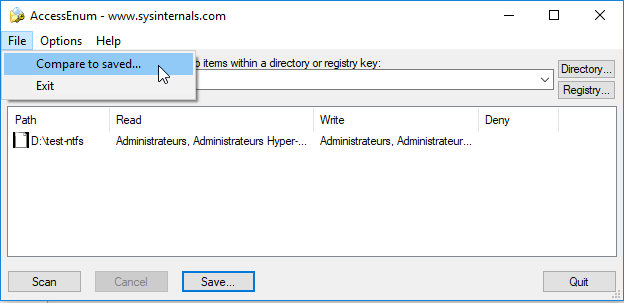 AccessEnum - www.sysinternals.com
File Options Help
Compare to saved...
Exit
o items within a directory or registry key:
Directory...
Registry...
Path Read Write Deny
D:\test-ntfs Administrateurs, Administrateurs Hyper-... Administrateurs, Administrateur...
Scan Cancel Save... Quit